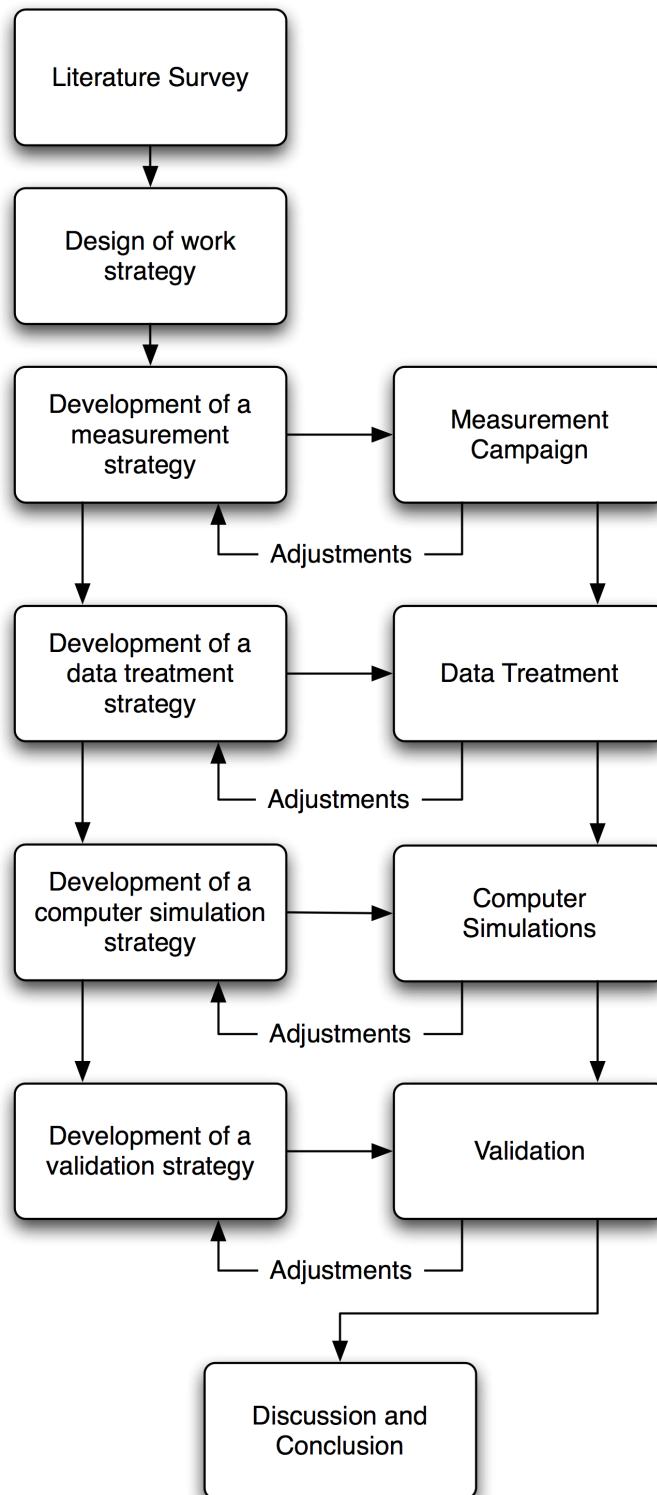 Literature Survey
Design of work
strategy
Development of a
measurement
strategy
Measurement
Campaign
Adjustments
Development of a
data treatment
strategy
Data Treatment
Adjustments
Development of a
computer simulation
strategy
Computer
Simulations
Adjustments
Development of a
validation strategy
Validation
Adjustments
Discussion and
Conclusion